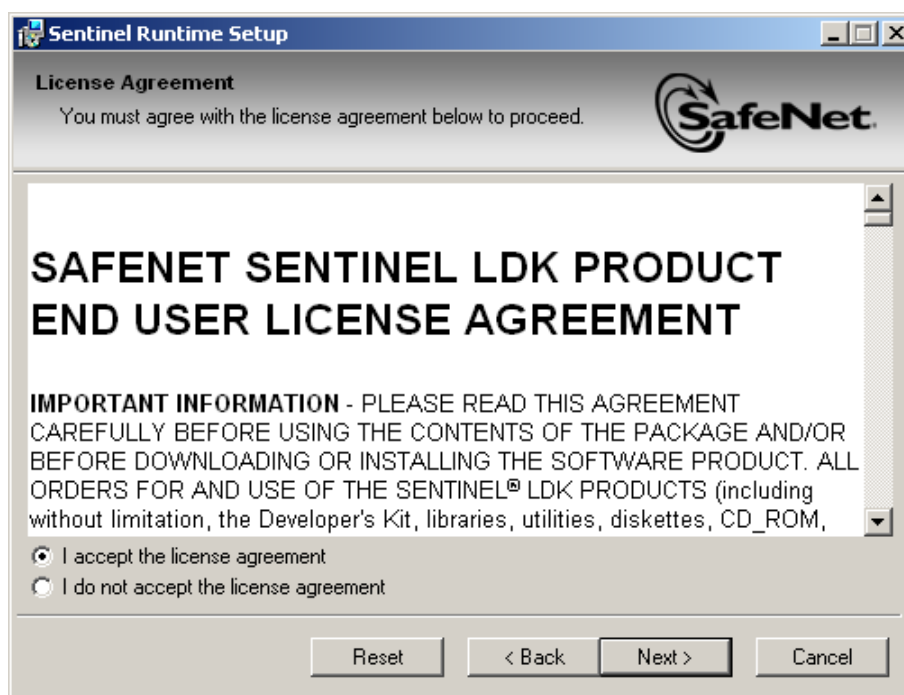 Sentinel Runtime Setup
License Agreement
You must agree with the license agreement below to proceed.
SafeNet.
SAFENET SENTINEL LDK PRODUCT
END USER LICENSE AGREEMENT
IMPORTANT INFORMATION - PLEASE READ THIS AGREEMENT
CAREFULLY BEFORE USING THE CONTENTS OF THE PACKAGE AND/OR
BEFORE DOWNLOADING OR INSTALLING THE SOFTWARE PRODUCT. ALL
ORDERS FOR AND USE OF THE SENTINEL® LDK PRODUCTS (including
without limitation, the Developer's Kit, libraries, utilities, diskettes, CD_ROM,
I accept the license agreement
I do not accept the license agreement
Reset
< Back
Next >
Cancel